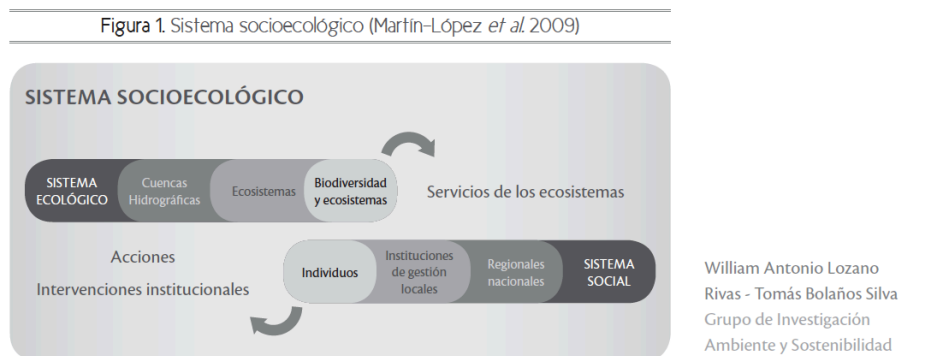 Figura 1. Sistema socioecológico (Martín-López et al. 2009)
SISTEMA SOCIOECOLÓGICO
SISTEMA
ECOLÓGICO
Cuencas
Hidrográficas
Ecosistemas
Biodiversidad
y ecosistemas
Servicios de los ecosistemas
Acciones
Intervenciones institucionales
Individuos
Instituciones
de gestión
locales
Regionales
nacionales
SISTEMA
SOCIAL
William Antonio Lozano
Rivas - Tomás Bolaños Silva
Grupo de Investigación
Ambiente y Sostenibilidad